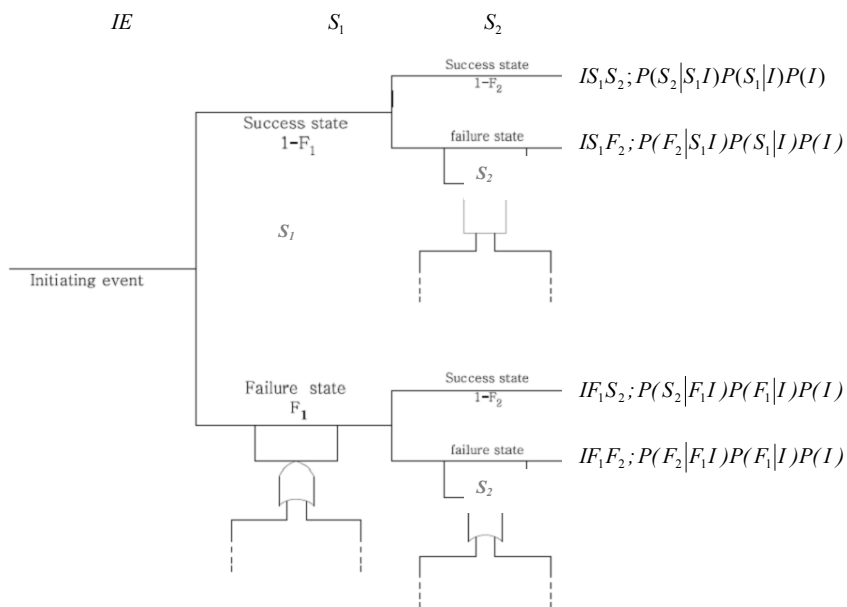 IE S₁ S₂
Success state
1-F₂
IS₁S₂; P(S₂|S₁I)P(S₁|I)P(I)
Success state
1-F₁
failure state
IS₁F₂; P(F₂|S₁I)P(S₁|I)P(I)
S₂
S₁
Initiating event
Failure state
F₁
Success state
1-F₂
IF₁S₂; P(S₂|F₁I)P(F₁|I)P(I)
failure state
IF₁F₂; P(F₂|F₁I)P(F₁|I)P(I)
S₂